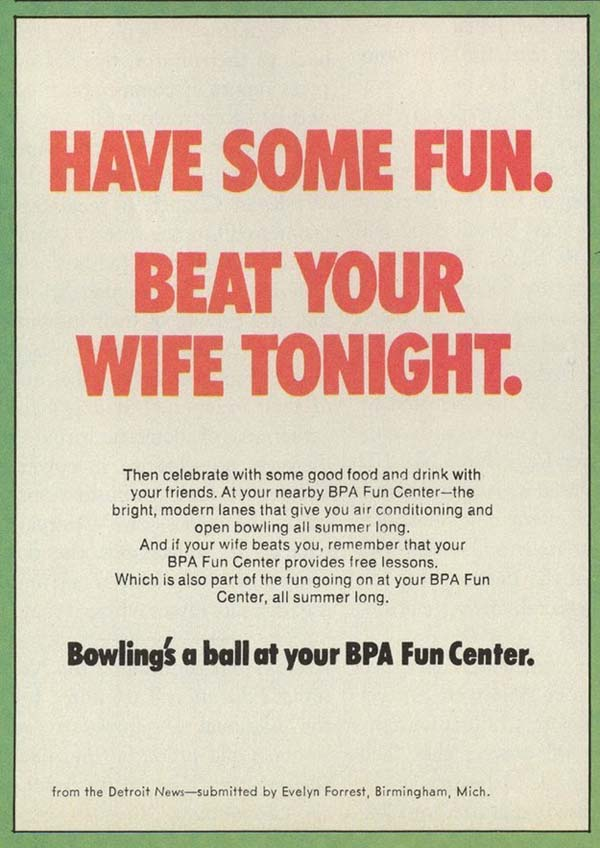 HAVE SOME FUN.
BEAT YOUR
WIFE TONIGHT.
Then celebrate with some good food and drink with
your friends. At your nearby BPA Fun Center—the
bright, modern lanes that give you air conditioning and
open bowling all summer long.
And if your wife beats you, remember that your
BPA Fun Center provides free lessons.
Which is also part of the fun going on at your BPA Fun
Center, all summer long.
Bowling's a ball at your BPA Fun Center.
from the Detroit News—submitted by Evelyn Forrest, Birmingham, Mich.